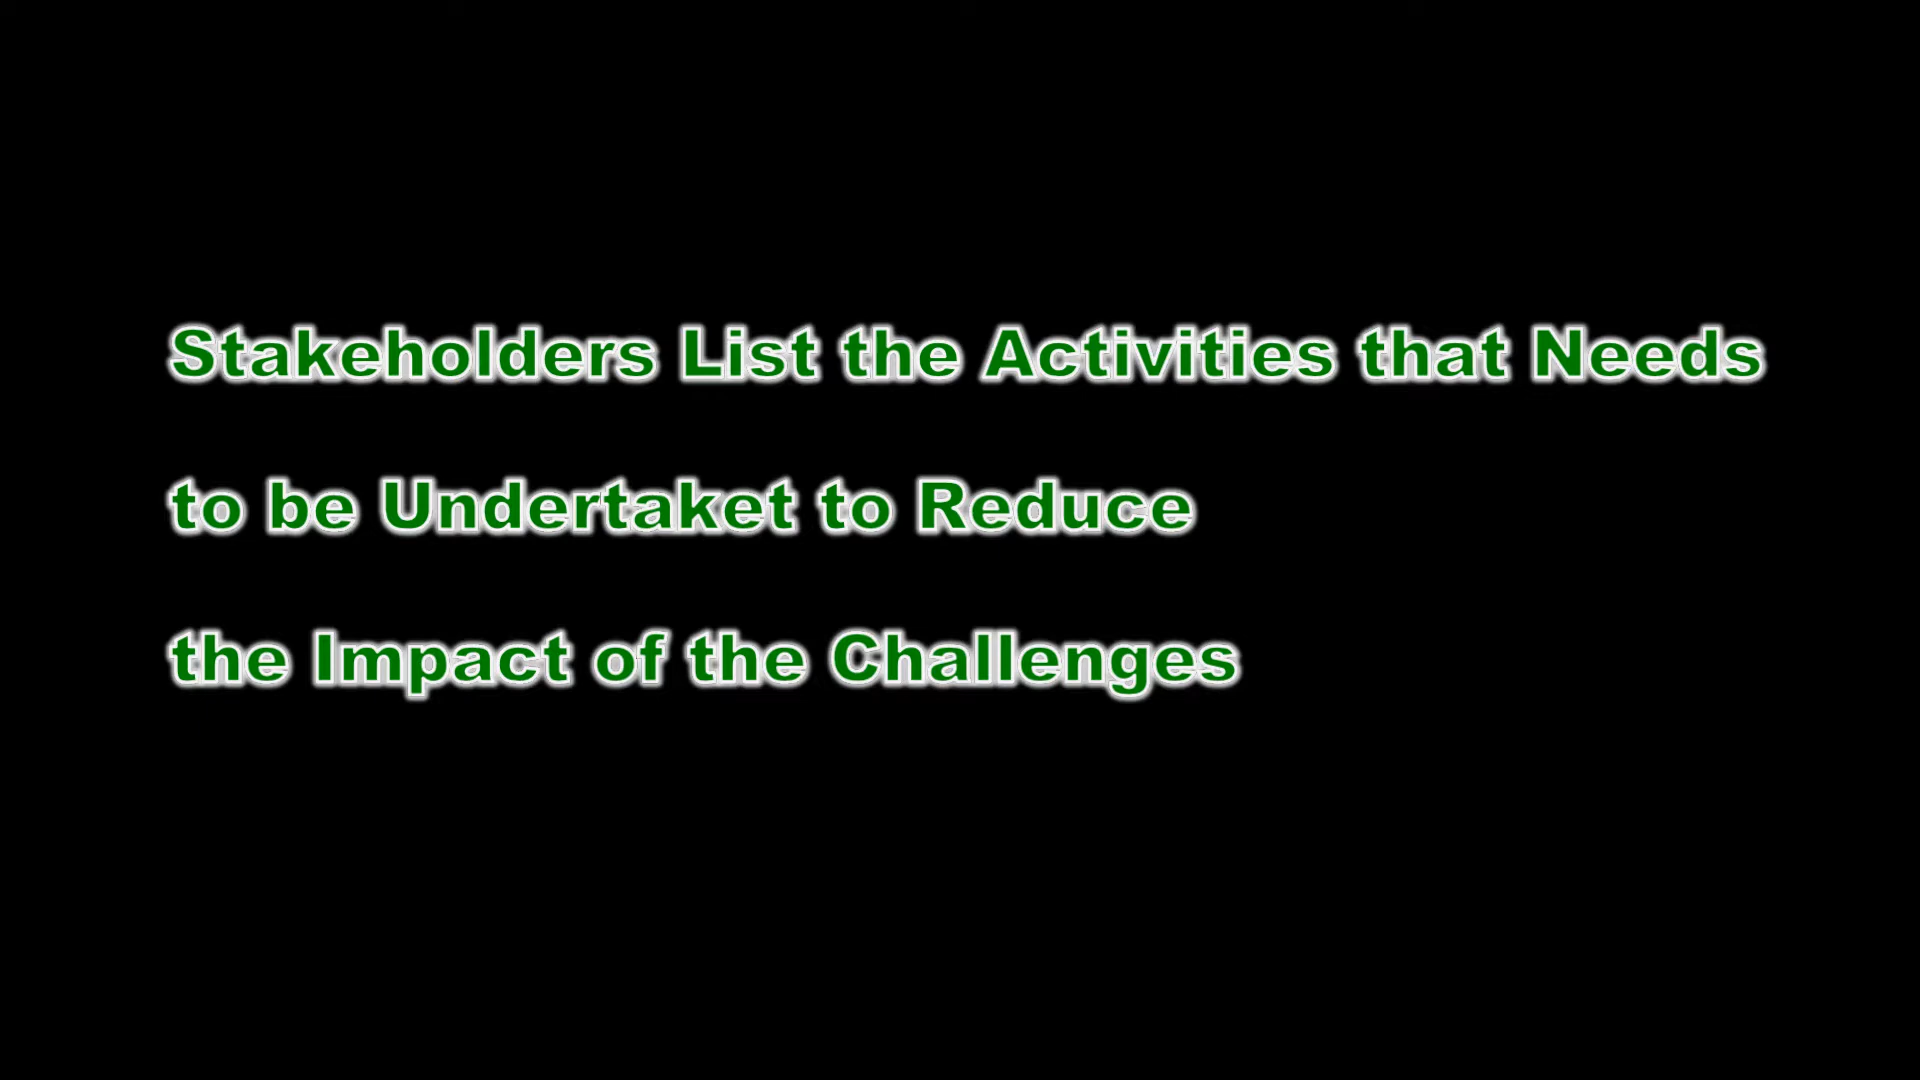 Stakeholders List the Activities that Needs
to be Undertaket to Reduce
the Impact of the Challenges